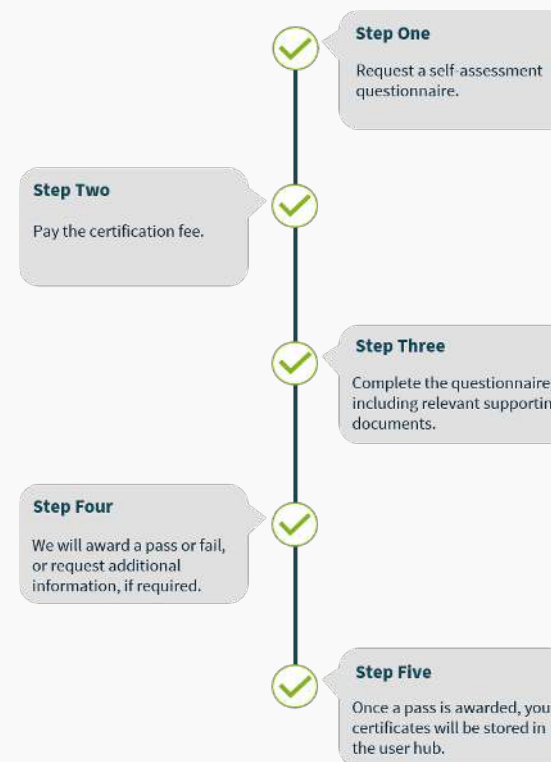 Step One
Request a self-assessment
questionnaire.
Step Two
Pay the certification fee.
Step Three
Complete the questionnaire
including relevant supportin
documents.
Step Four
We will award a pass or fail,
or request additional
information, if required.
Step Five
Once a pass is awarded, you
certificates will be stored in
the user hub.